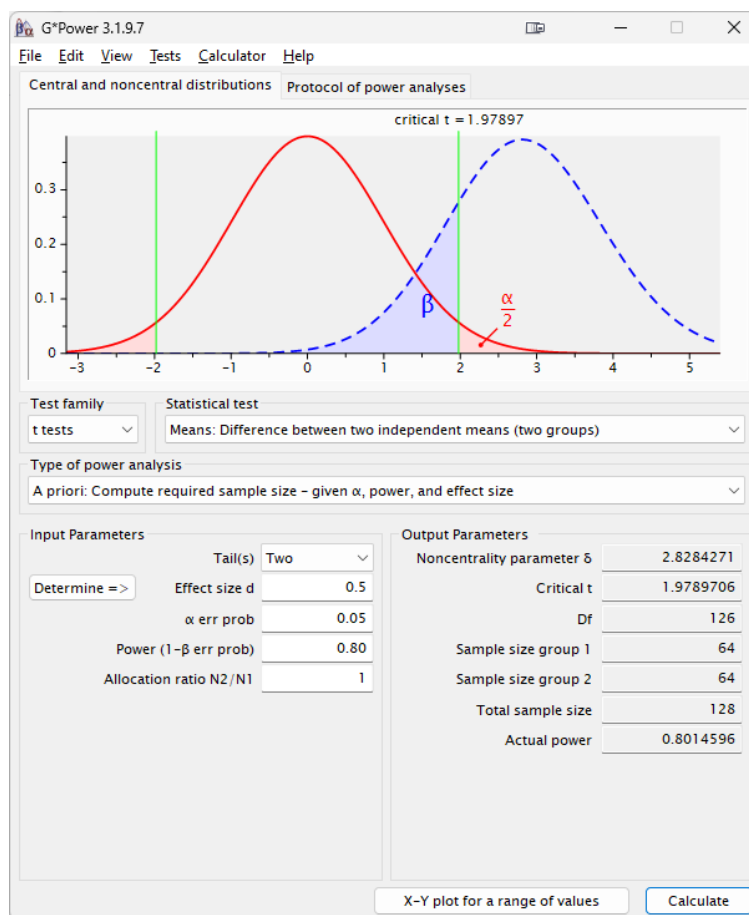 G*Power 3.1.9.7
File Edit View Tests Calculator Help
Central and noncentral distributions Protocol of power analyses
critical t = 1.97897
0.3
0.2
0.1
0
β
α
2
-3 -2 -1 0 1 2 3 4 5
Test family Statistical test
t tests Means: Difference between two independent means (two groups)
Type of power analysis
A priori: Compute required sample size – given α, power, and effect size
Input Parameters Output Parameters
Tail(s) Two Noncentrality parameter δ 2.8284271
Determine => Effect size d 0.5 Critical t 1.9789706
α err prob 0.05 Df 126
Power (1-β err prob) 0.80 Sample size group 1 64
Allocation ratio N2/N1 1 Sample size group 2 64
Total sample size 128
Actual power 0.8014596
X-Y plot for a range of values Calculate